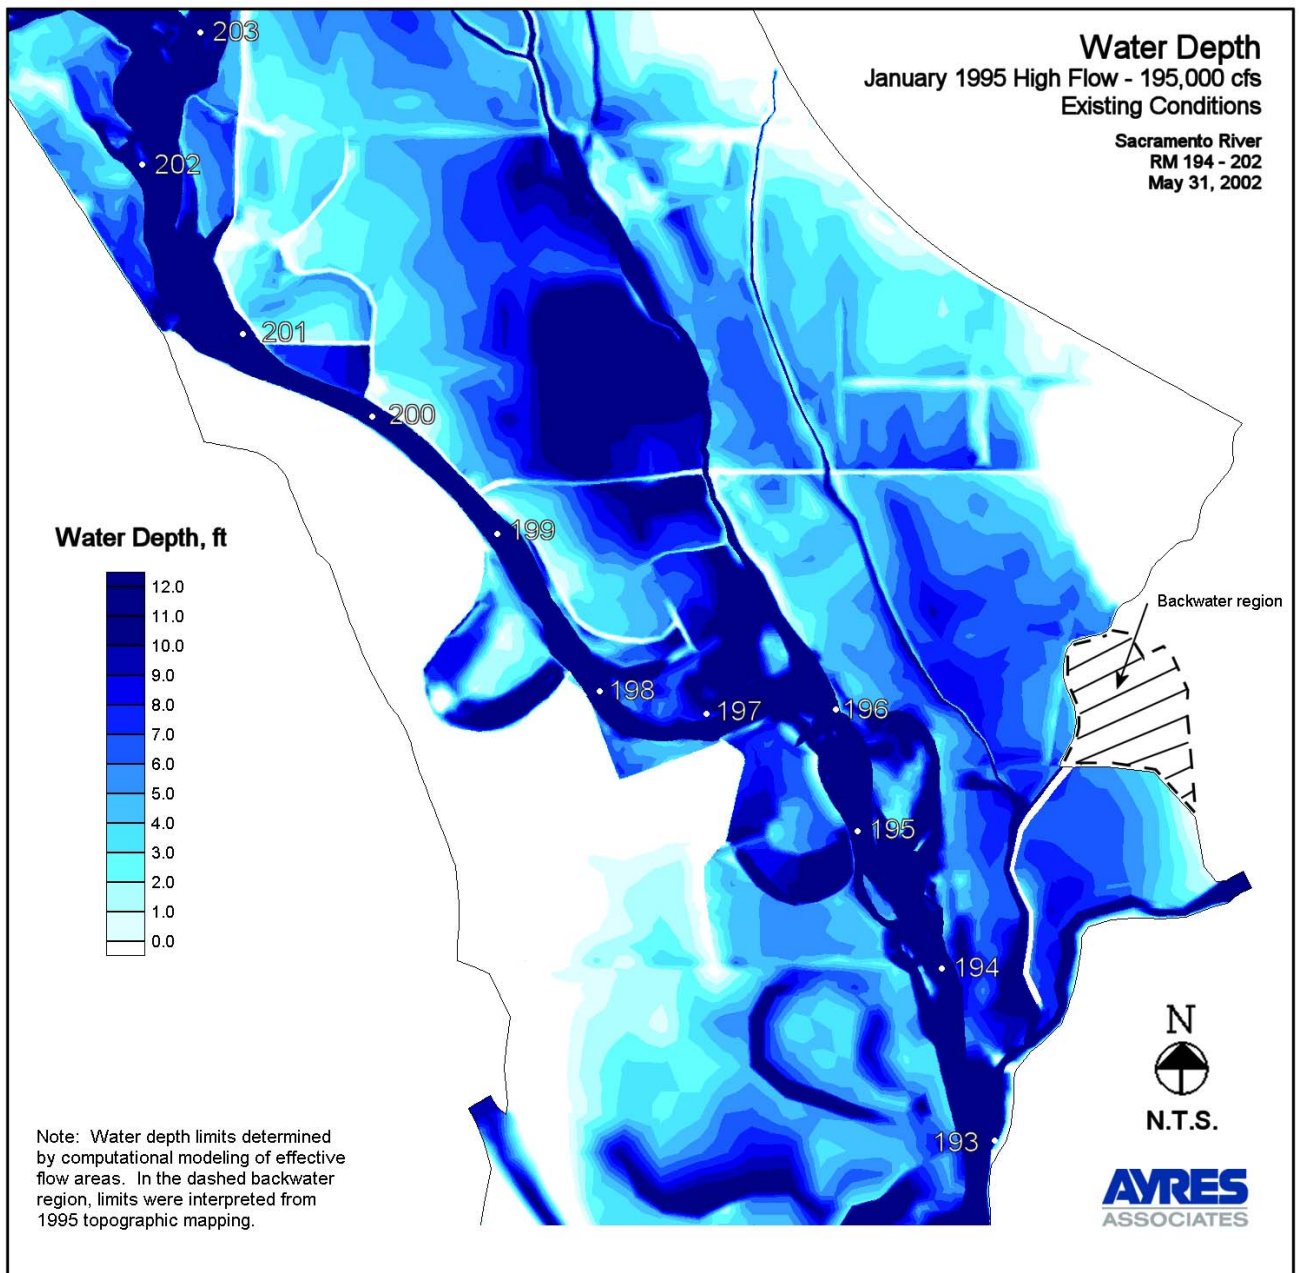 Water Depth
January 1995 High Flow - 195,000 cfs
Existing Conditions
Sacramento River
RM 194 - 202
May 31, 2002
203
202
201
200
199
198
197
196
195
194
193
Water Depth, ft
12.0
11.0
10.0
9.0
8.0
7.0
6.0
5.0
4.0
3.0
2.0
1.0
0.0
Backwater region
N
N.T.S.
Note: Water depth limits determined
by computational modeling of effective
flow areas. In the dashed backwater
region, limits were interpreted from
1995 topographic mapping.
AYRES
ASSOCIATES